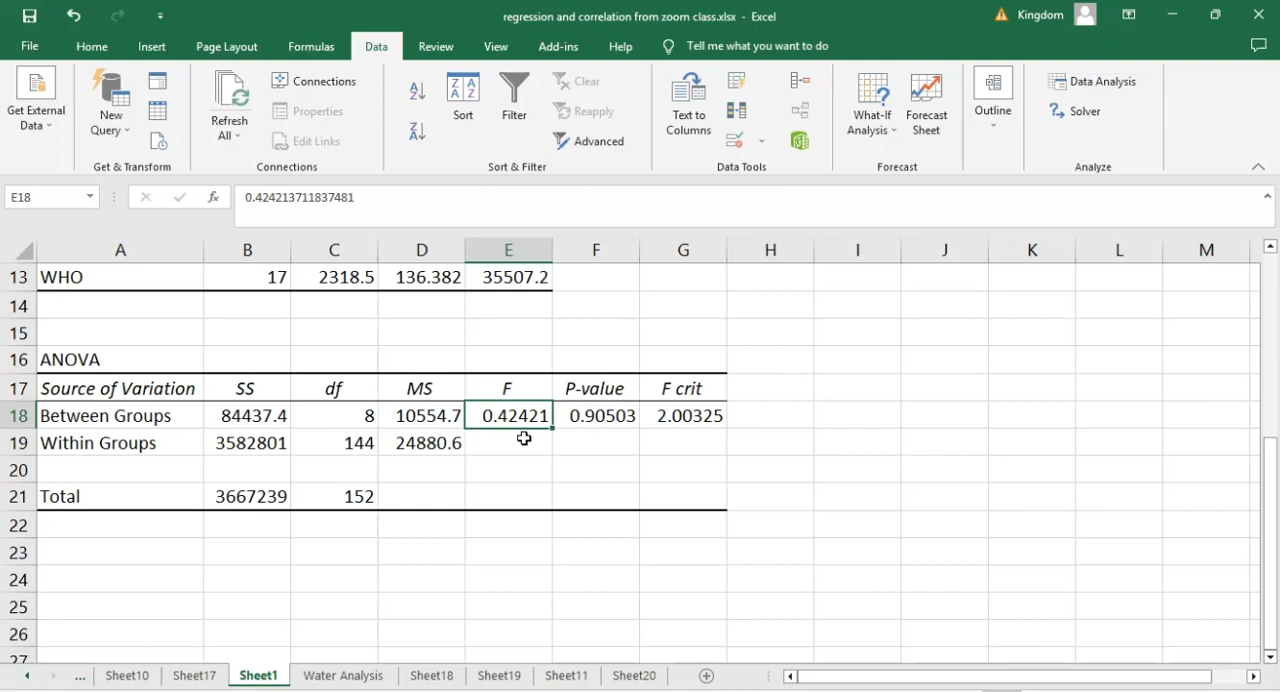 regression and correlation from zoom class.xlsx - Excel
Kingdom
File Home Insert Page Layout Formulas Data Review View Add-ins Help Tell me what you want to do
Get External Data
New Query
Get & Transform
Refresh All
Connections
Properties
Edit Links
Connections
Sort
Filter
Clear
Reapply
Advanced
Sort & Filter
Text to Columns
Data Tools
What-If Analysis
Forecast Sheet
Forecast
Outline
Data Analysis
Solver
Analyze
E18 fx 0.424213711837481
A B C D E F G H I J K L M
13 WHO 17 2318.5 136.382 35507.2
14
15
16 ANOVA
17 Source of Variation SS df MS F P-value F crit
18 Between Groups 84437.4 8 10554.7 0.42421 0.90503 2.00325
19 Within Groups 3582801 144 24880.6
20
21 Total 3667239 152
22
23
24
25
26
27
... Sheet10 Sheet17 Sheet1 Water Analysis Sheet18 Sheet19 Sheet11 Sheet20